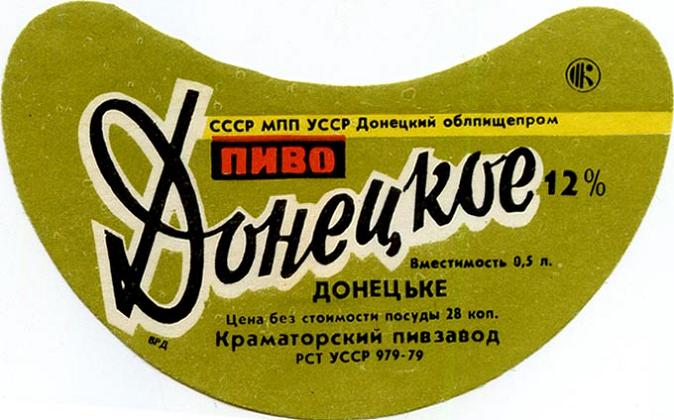 СССР МПП УССР Донецкий облпищепром
ПИВО
Донецкое 12%
Вместимость 0,5 л.
ДОНЕЦЬКЕ
Цена без стоимости посуды 28 коп.
Краматорский пивзавод
РСТ УССР 979-79
ВРД